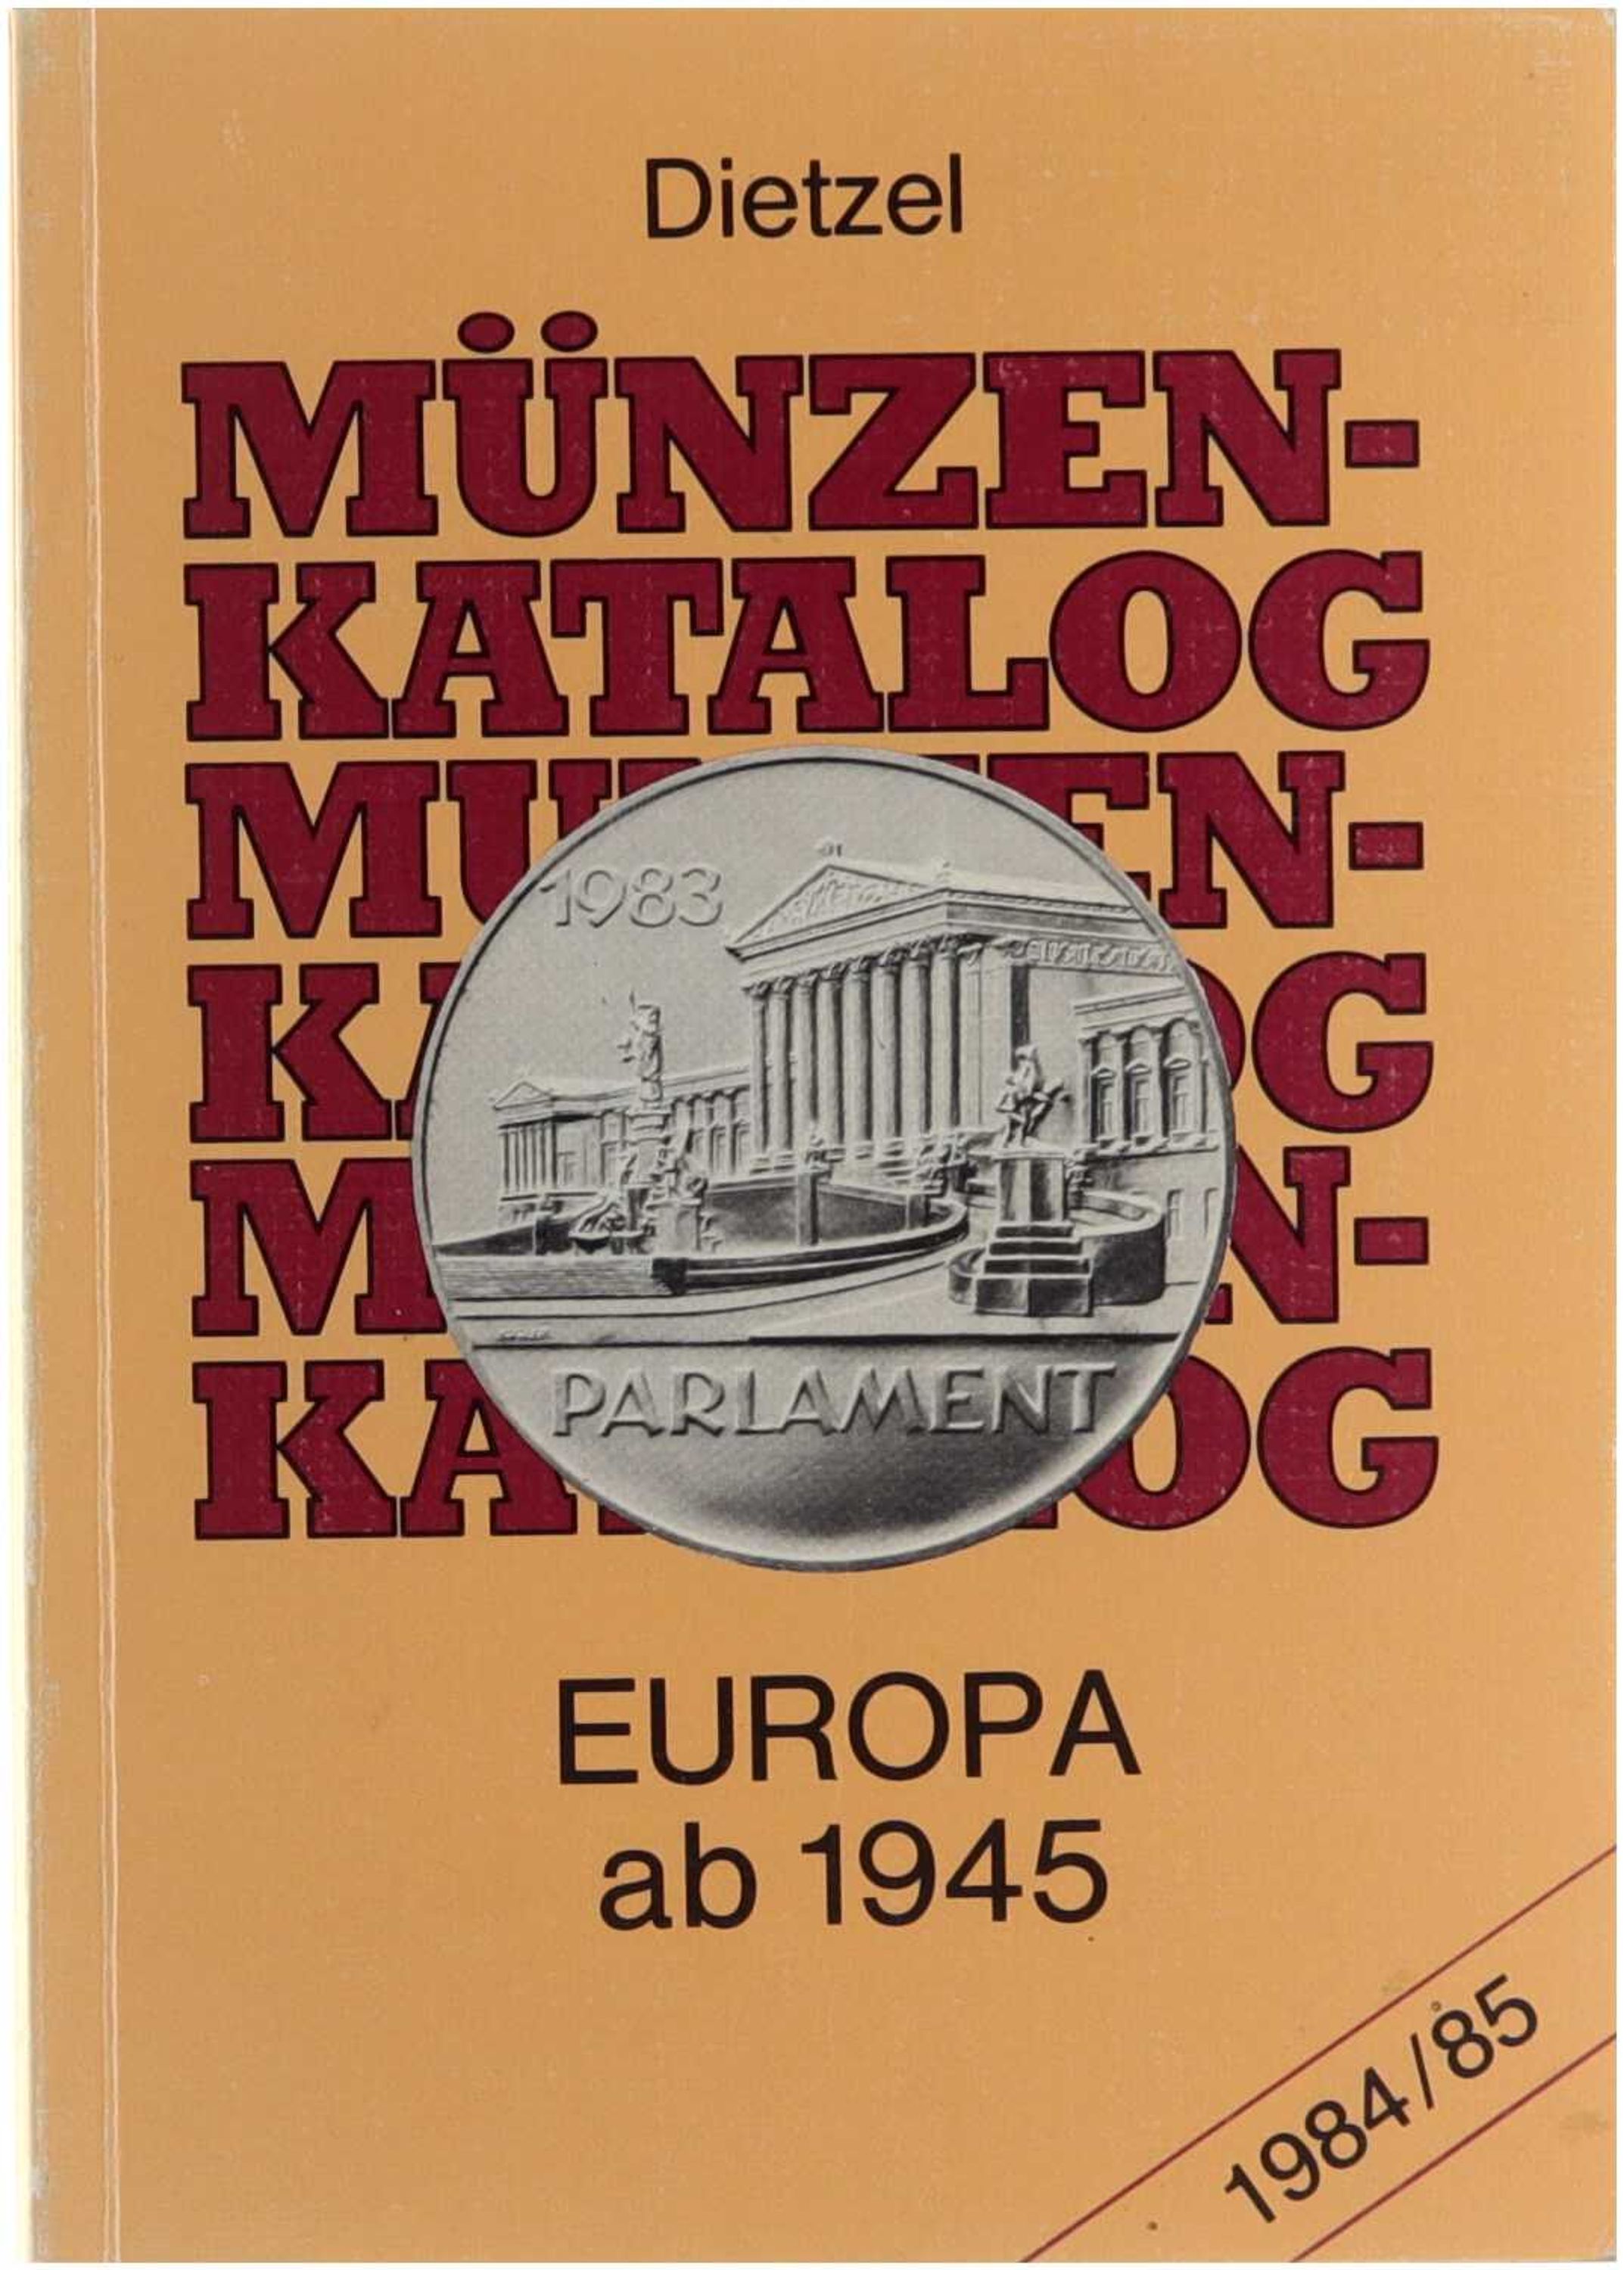 Dietzel
MÜNZEN-
KATALOG
1983
PARLAMENT
EUROPA
ab 1945
1984/85